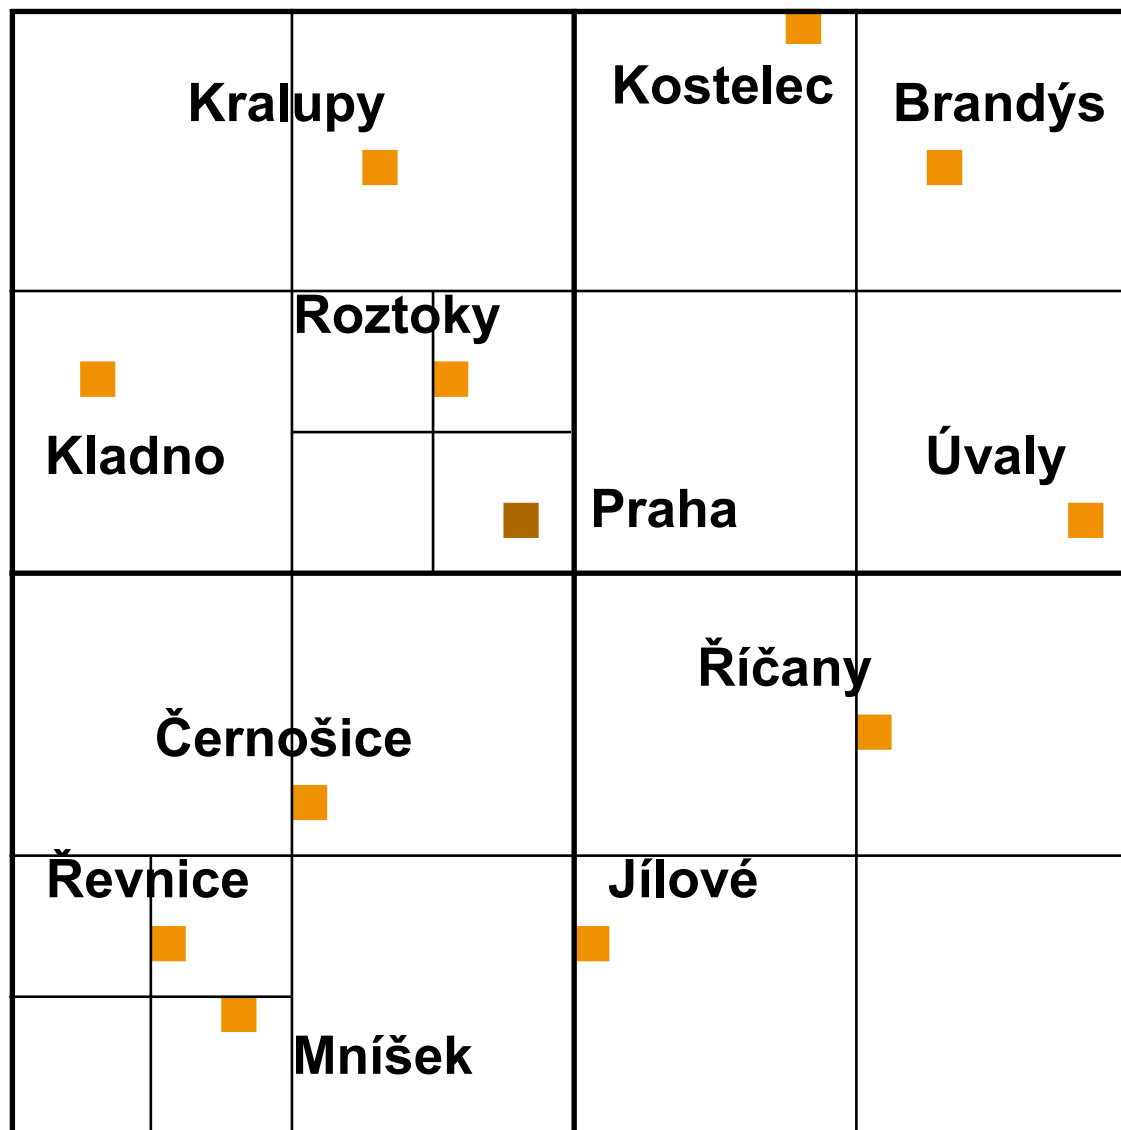 Kralupy
Kostelec
Brandýs
Roztoky
Kladno
Praha
Úvaly
Říčany
Černošice
Řevnice
Jílové
Mníšek